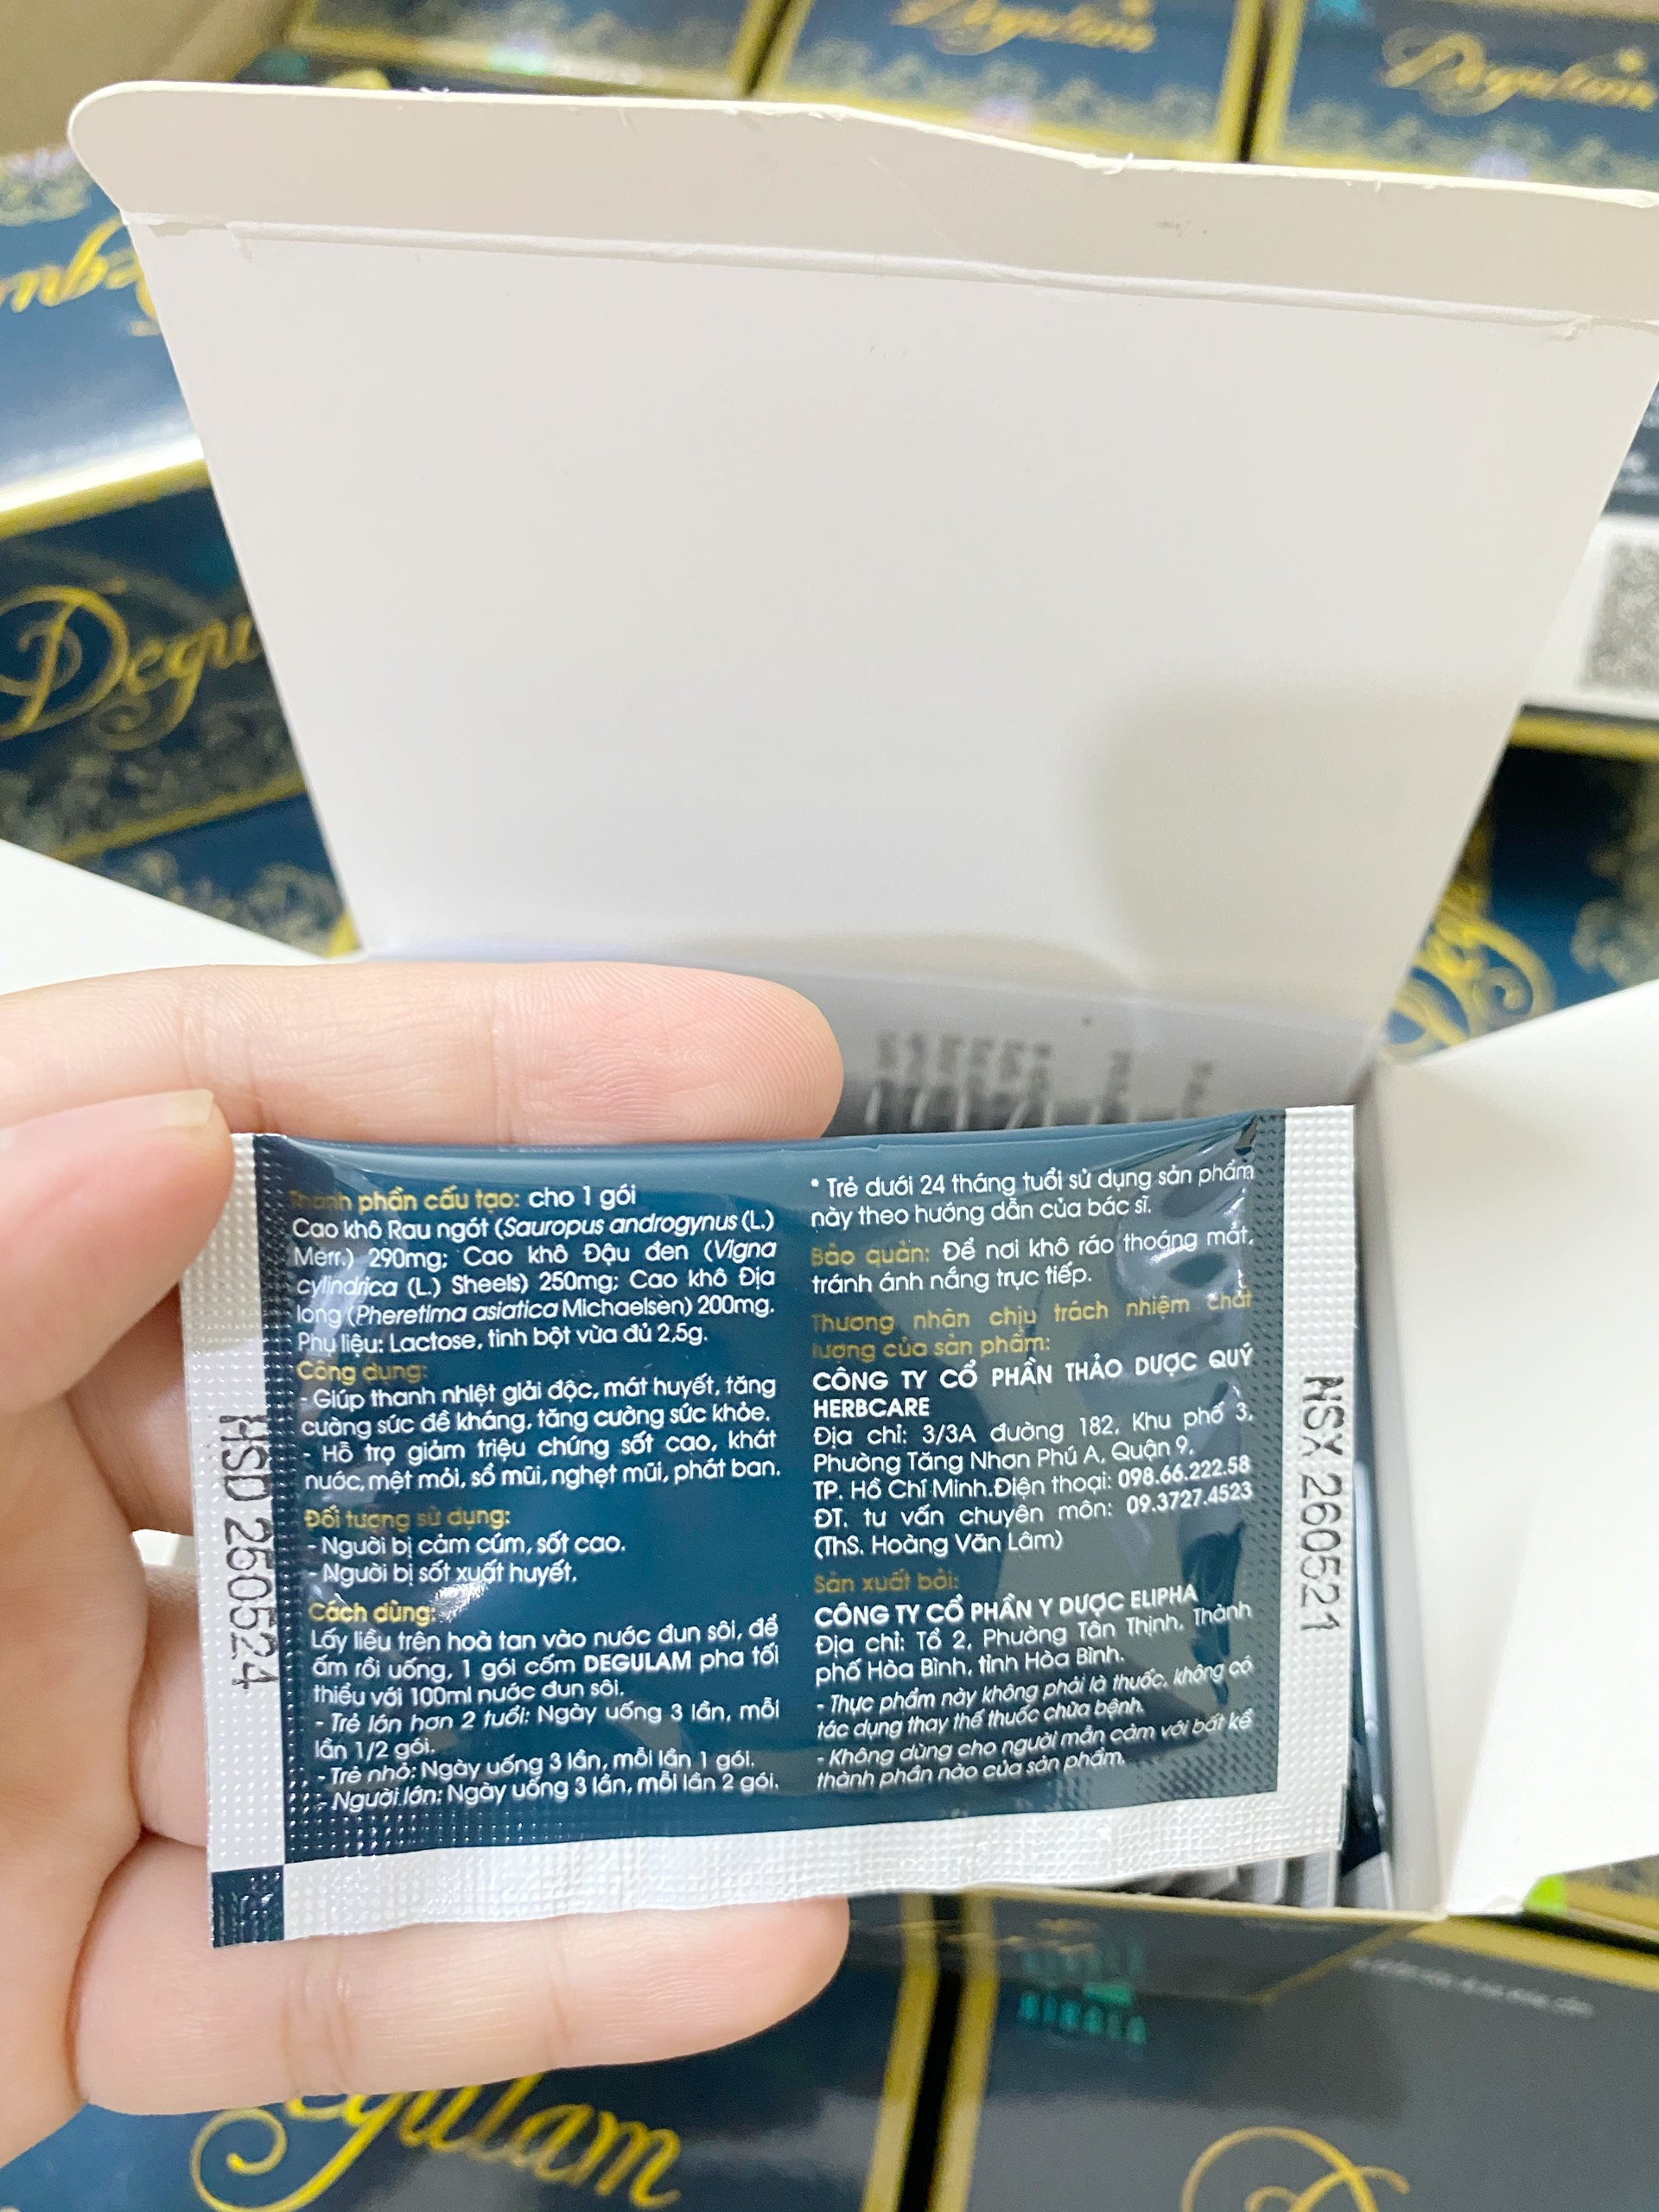 Degulam
Degulam
Degu
Thành phần cấu tạo: cho 1 gói
Cao khô Rau ngót (Sauropus androgynus (L.)
Merr.) 290mg; Cao khô Đậu đen (Vigna
cylindrica (L.) Sheels) 250mg; Cao khô Địa
long (Pheretima asiatica Michaelsen) 200mg.
Phụ liệu: Lactose, tinh bột vừa đủ 2,5g.
Công dụng:
- Giúp thanh nhiệt giải độc, mát huyết, tăng
cường sức đề kháng, tăng cường sức khỏe.
- Hỗ trợ giảm triệu chứng sốt cao, khát
nước, mệt mỏi, sổ mũi, nghẹt mũi, phát ban.
Đối tượng sử dụng:
- Người bị cảm cúm, sốt cao.
- Người bị sốt xuất huyết.
Cách dùng:
Lấy liều trên hoà tan vào nước đun sôi, để
ấm rồi uống, 1 gói cốm DEGULAM pha tối
thiểu với 100ml nước đun sôi.
- Trẻ lớn hơn 2 tuổi: Ngày uống 3 lần, mỗi
lần 1/2 gói.
- Trẻ nhỏ: Ngày uống 3 lần, mỗi lần 1 gói.
- Người lớn: Ngày uống 3 lần, mỗi lần 2 gói.
* Trẻ dưới 24 tháng tuổi sử dụng sản phẩm
này theo hướng dẫn của bác sĩ.
Bảo quản: Để nơi khô ráo thoáng mát,
tránh ánh nắng trực tiếp.
Thương nhân chịu trách nhiệm chất
lượng của sản phẩm:
CÔNG TY CỔ PHẦN THẢO DƯỢC QUÝ
HERBCARE
Địa chỉ: 3/3A đường 182, Khu phố 3,
Phường Tăng Nhơn Phú A, Quận 9,
TP. Hồ Chí Minh.Điện thoại: 098.66.222.58
ĐT. tư vấn chuyên môn: 09.3727.4523
(ThS. Hoàng Văn Lâm)
Sản xuất bởi:
CÔNG TY CỔ PHẦN Y DƯỢC ELIPHA
Địa chỉ: Tổ 2, Phường Tân Thịnh, Thành
phố Hòa Bình, tỉnh Hòa Bình.
- Thực phẩm này không phải là thuốc, không có
tác dụng thay thế thuốc chữa bệnh.
- Không dùng cho người mẫn cảm với bất kể
thành phần nào của sản phẩm.
HSD 260524
NSX 260521
egulam